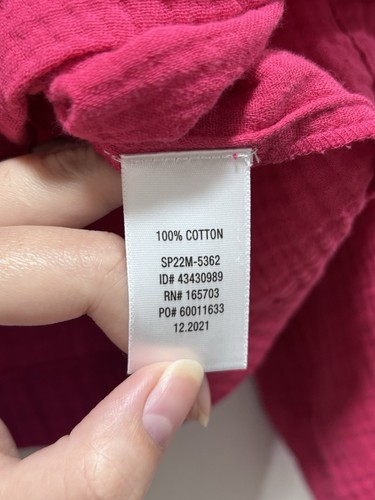 100% COTTON
SP22M-5362
ID# 43430989
RN# 165703
PO# 60011633
12.2021